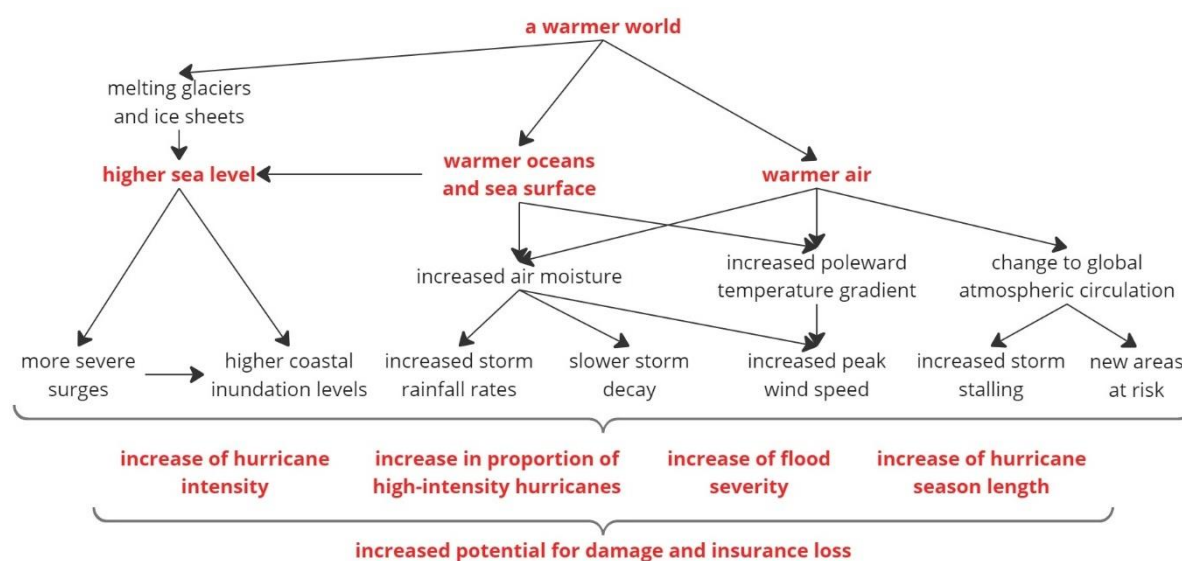 a warmer world
melting glaciers
and ice sheets
higher sea level
warmer oceans
and sea surface
warmer air
increased air moisture
increased poleward
temperature gradient
change to global
atmospheric circulation
more severe
surges
higher coastal
inundation levels
increased storm
rainfall rates
slower storm
decay
increased peak
wind speed
increased storm
stalling
new areas
at risk
increase of hurricane
intensity
increase in proportion of
high-intensity hurricanes
increase of flood
severity
increase of hurricane
season length
increased potential for damage and insurance loss